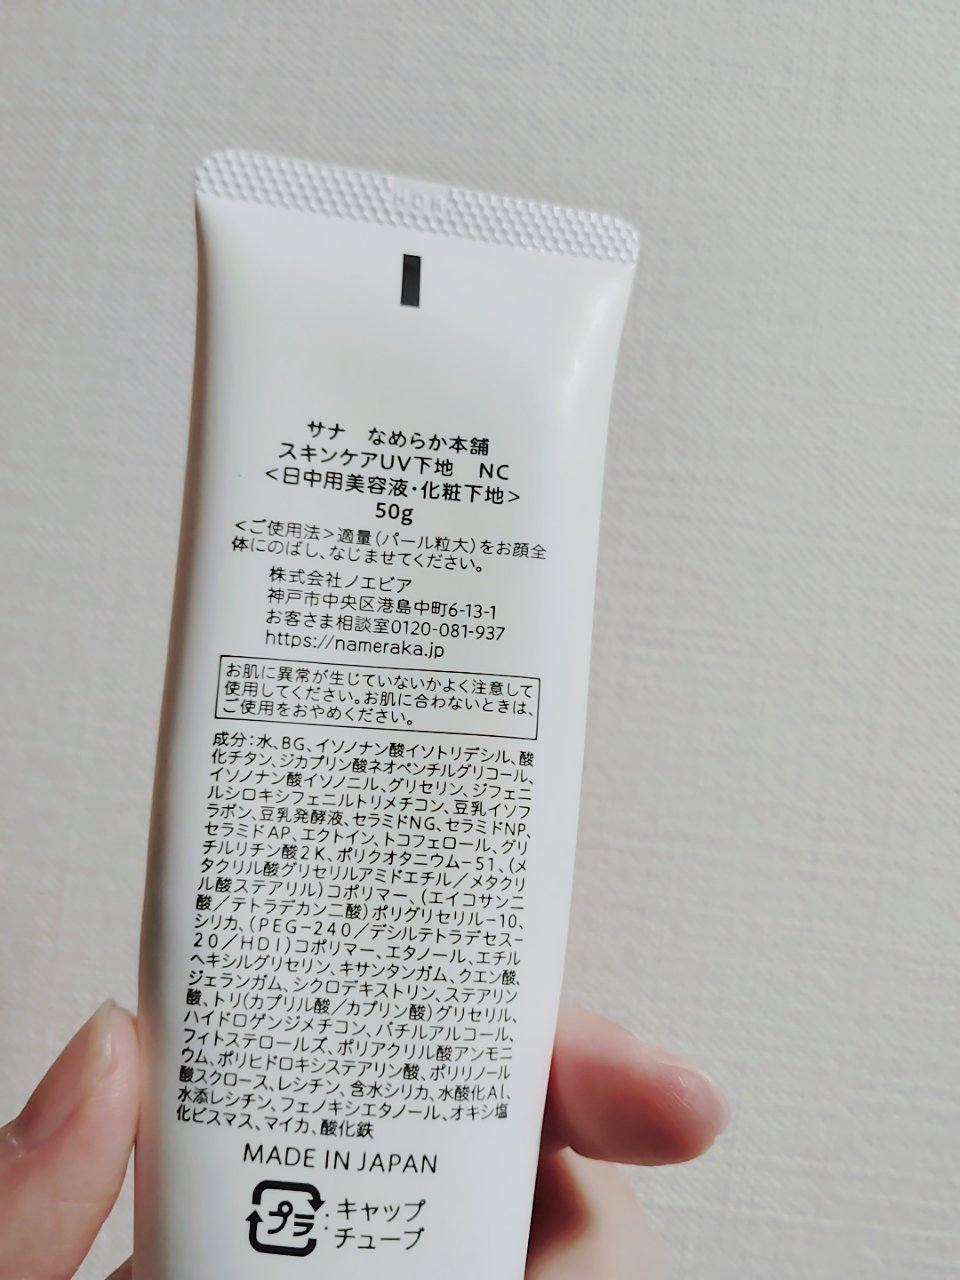 サナ　なめらか本舗
スキンケアUV下地　NC
<日中用美容液・化粧下地>
50g
<ご使用法>適量(パール粒大)をお顔全
体にのばし、なじませてください。
株式会社ノエビア
神戸市中央区港島中町6-13-1
お客さま相談室0120-081-937
https://nameraka.jp
お肌に異常が生じていないかよく注意して
使用してください。お肌に合わないときは、
ご使用をおやめください。
成分：水、BG、イソノナン酸イソトリデシル、酸
化チタン、ジカプリン酸ネオペンチルグリコール、
イソノナン酸イソノニル、グリセリン、ジフェニ
ルシロキシフェニルトリメチコン、豆乳イソフ
ラボン、豆乳発酵液、セラミドNG、セラミドNP、
セラミドAP、エクトイン、トコフェロール、グリ
チルリチン酸2K、ポリクオタニウム-51、(メ
タクリル酸グリセリルアミドエチル／メタクリ
ル酸ステアリル)コポリマー、(エイコサン二
酸／テトラデカン二酸)ポリグリセリル-10、
シリカ、(PEG-240／デシルテトラデセス-
20／HDI)コポリマー、エタノール、エチル
ヘキシルグリセリン、キサンタンガム、クエン酸、
ジェランガム、シクロデキストリン、ステアリン
酸、トリ(カプリル酸／カプリン酸)グリセリル、
ハイドロゲンジメチコン、バチルアルコール、
フィトステロールズ、ポリアクリル酸アンモニ
ウム、ポリヒドロキシステアリン酸、ポリリノール
酸スクロース、レシチン、含水シリカ、水酸化Al、
水添レシチン、フェノキシエタノール、オキシ塩
化ビスマス、マイカ、酸化鉄
MADE IN JAPAN
プラ：キャップ
チューブ